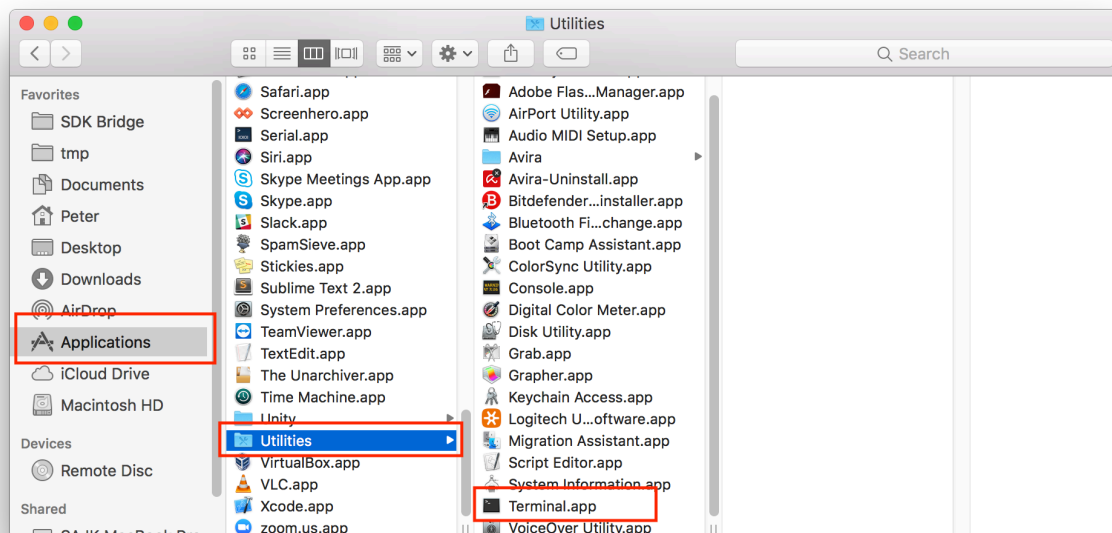 Utilities
Search
Favorites
SDK Bridge
tmp
Documents
Peter
Desktop
Downloads
AirDrop
Applications
iCloud Drive
Macintosh HD
Devices
Remote Disc
Shared
Safari.app
Screenhero.app
Serial.app
Siri.app
Skype Meetings App.app
Skype.app
Slack.app
SpamSieve.app
Stickies.app
Sublime Text 2.app
System Preferences.app
TeamViewer.app
TextEdit.app
The Unarchiver.app
Time Machine.app
Unity
Utilities
VirtualBox.app
VLC.app
Xcode.app
zoom.us.app
Adobe Flas...Manager.app
AirPort Utility.app
Audio MIDI Setup.app
Avira
Avira-Uninstall.app
Bitdefender...installer.app
Bluetooth Fi...change.app
Boot Camp Assistant.app
ColorSync Utility.app
Console.app
Digital Color Meter.app
Disk Utility.app
Grab.app
Grapher.app
Keychain Access.app
Logitech U...oftware.app
Migration Assistant.app
Script Editor.app
System Information.app
Terminal.app
VoiceOver Utility.app